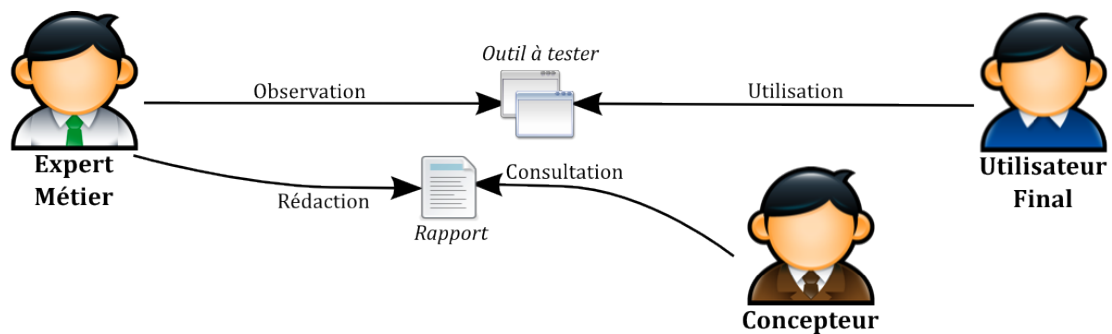 Outil à tester
Observation
Utilisation
Expert
Métier
Utilisateur
Final
Consultation
Rédaction
Rapport
Concepteur